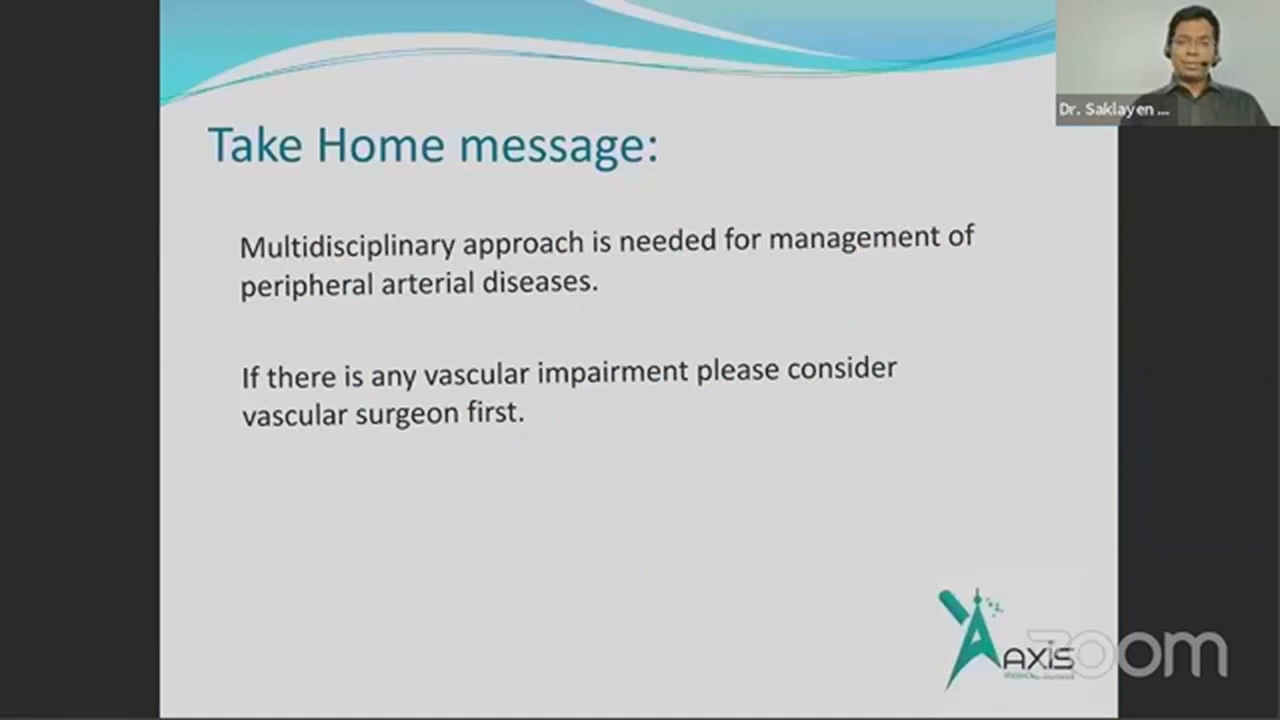 Dr. Saklayen ...
Take Home message:
Multidisciplinary approach is needed for management of
peripheral arterial diseases.
If there is any vascular impairment please consider
vascular surgeon first.
AXIS
zoom